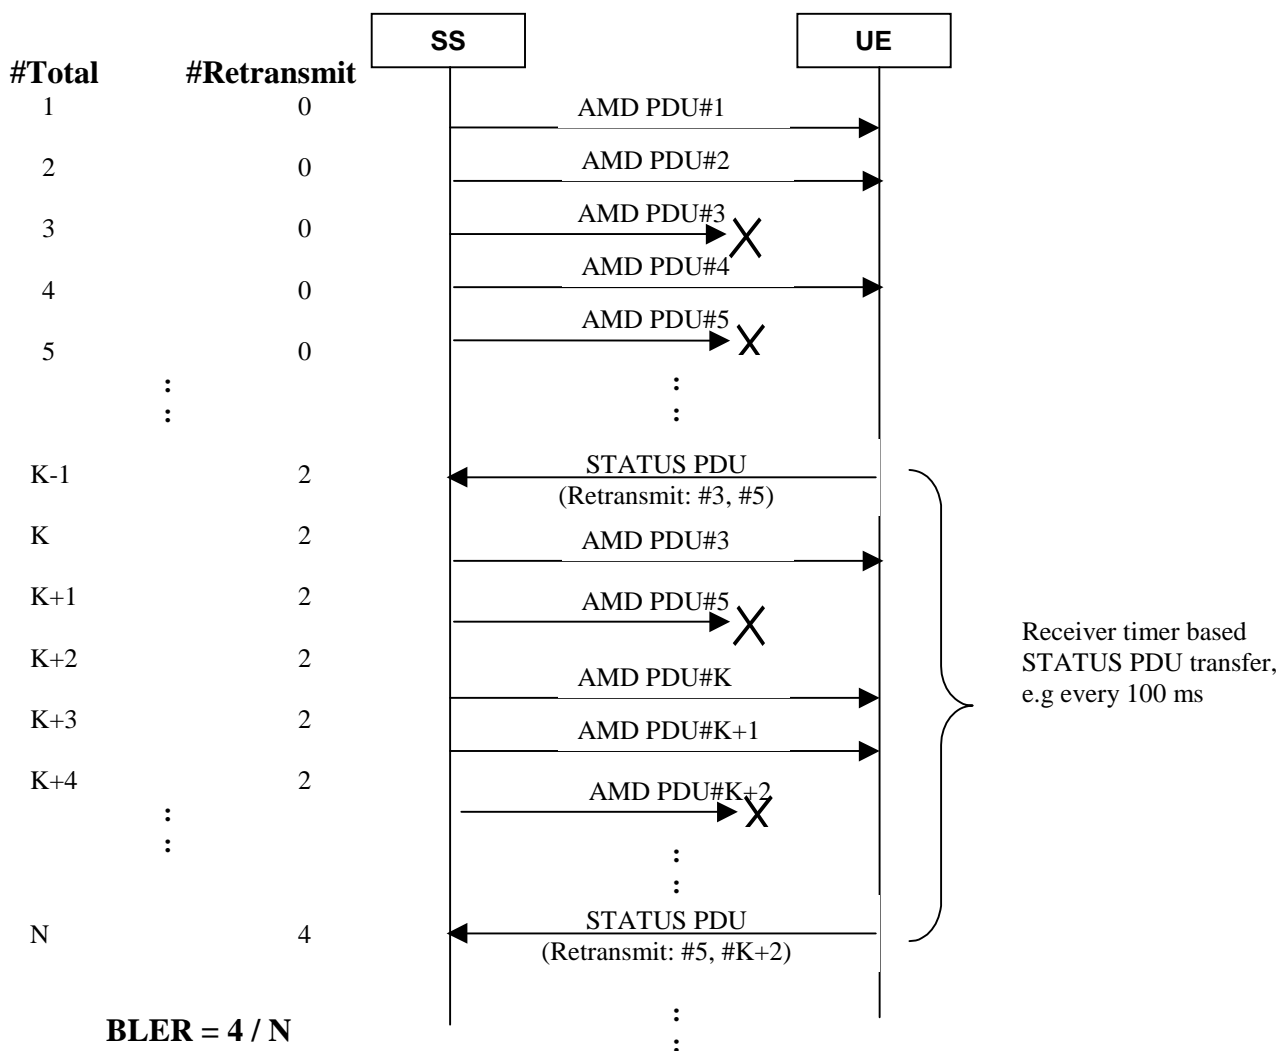 SS UE
#Total #Retransmit
1 0 AMD PDU#1
2 0 AMD PDU#2
3 0 AMD PDU#3
4 0 AMD PDU#4
5 0 AMD PDU#5
: :
: :
K-1 2 STATUS PDU
(Retransmit: #3, #5)
K 2 AMD PDU#3
K+1 2 AMD PDU#5
Receiver timer based
STATUS PDU transfer,
e.g every 100 ms
K+2 2 AMD PDU#K
K+3 2 AMD PDU#K+1
K+4 2 AMD PDU#K+2
: :
: :
N 4 STATUS PDU
(Retransmit: #5, #K+2)
BLER = 4 / N :
: